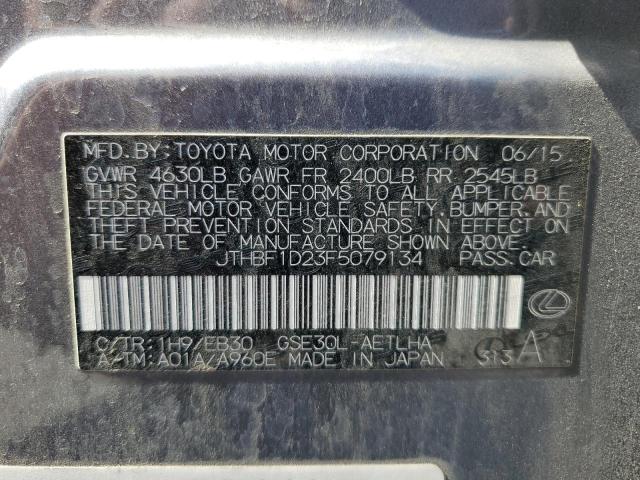 MFD. BY: TOYOTA MOTOR CORPORATION 06/15
GVWR 4630LB GAWR FR 2400LB RR 2545LB
THIS VEHICLE CONFORMS TO ALL APPLICABLE
FEDERAL MOTOR VEHICLE SAFETY, BUMPER, AND
THEFT PREVENTION STANDARDS IN EFFECT ON
THE DATE OF MANUFACTURE SHOWN ABOVE.
JTHBF1D23F5079134 PASS. CAR
C/TR: 1H9/EB30 GSE30L-AETLHA
A/TM: A01A/A960E MADE IN JAPAN 313 A